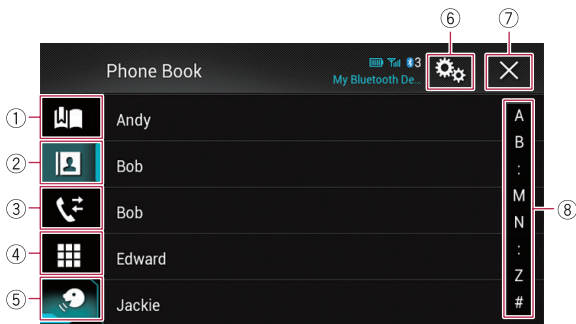 ⑥ ⑦
Phone Book
3
My Bluetooth De...
① Andy
② Bob
③ Bob
④ Edward
⑤ Jackie
A
B
:
M
N
:
Z
#
⑧